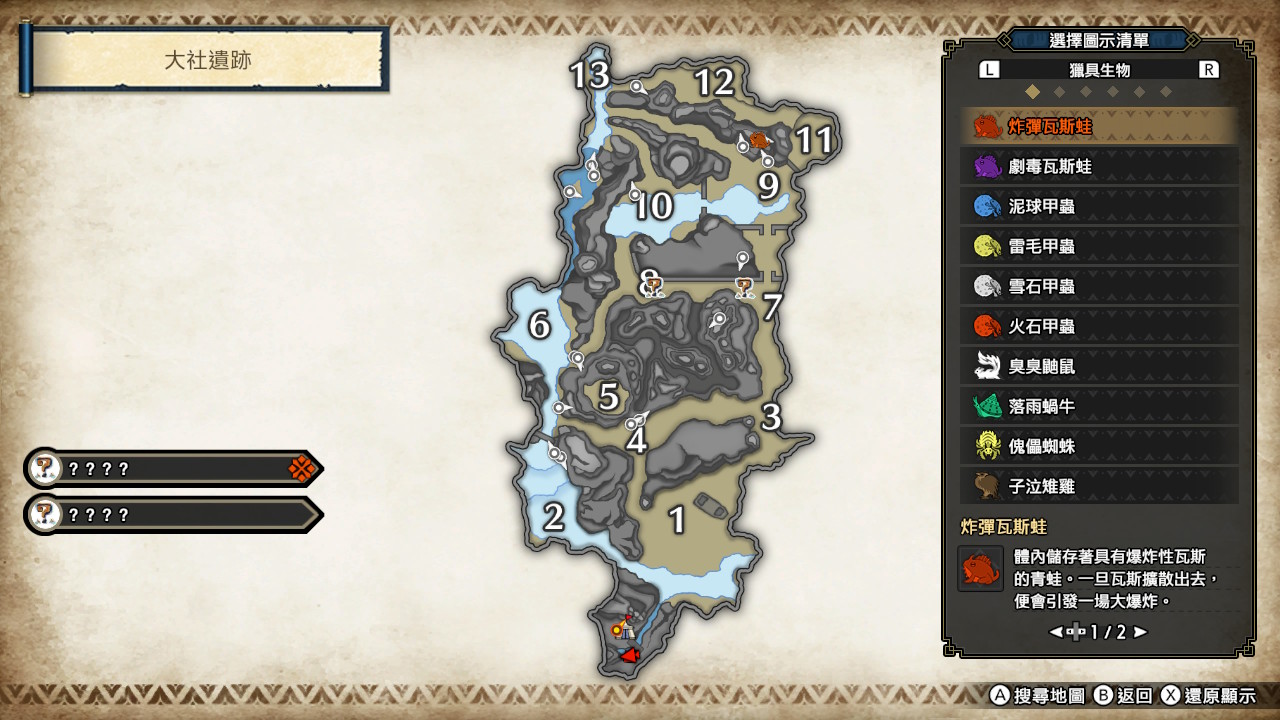 大社遺跡
13
12
11
9
10
8
7
6
5
3
4
2
1
? ? ? ?
? ? ? ?
選擇圖示清單
L 獵具生物 R
炸彈瓦斯蛙
劇毒瓦斯蛙
泥球甲蟲
雷毛甲蟲
雪石甲蟲
火石甲蟲
臭臭鼬鼠
落雨蝸牛
傀儡蜘蛛
子泣雉雞
炸彈瓦斯蛙
體內儲存著具有爆炸性瓦斯
的青蛙。一旦瓦斯擴散出去，
便會引發一場大爆炸。
1 / 2
A 搜尋地圖 B 返回 X 還原顯示